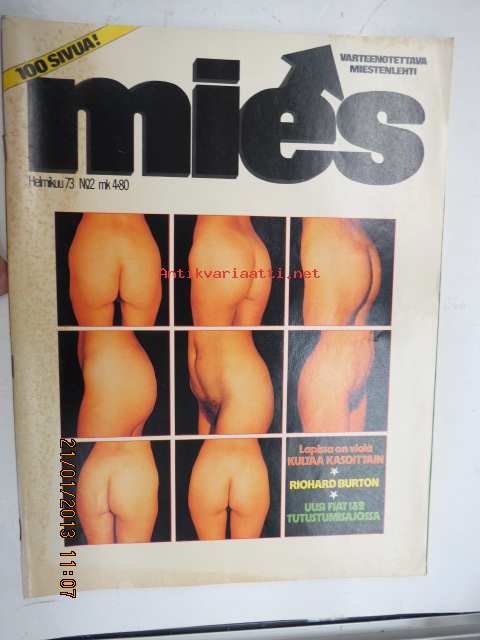 100 SIVUA!
VARTEENOTETTAVA
MIESTENLEHTI
mies
Helmikuu 73 No2 mk 4·80
Antikvariaatti.net
Lapissa on vielä
KULTAA KASOITTAIN
RICHARD BURTON
UUSI FIAT 132
TUTUSTUMISAJOSSA
21/01/2013 11:07